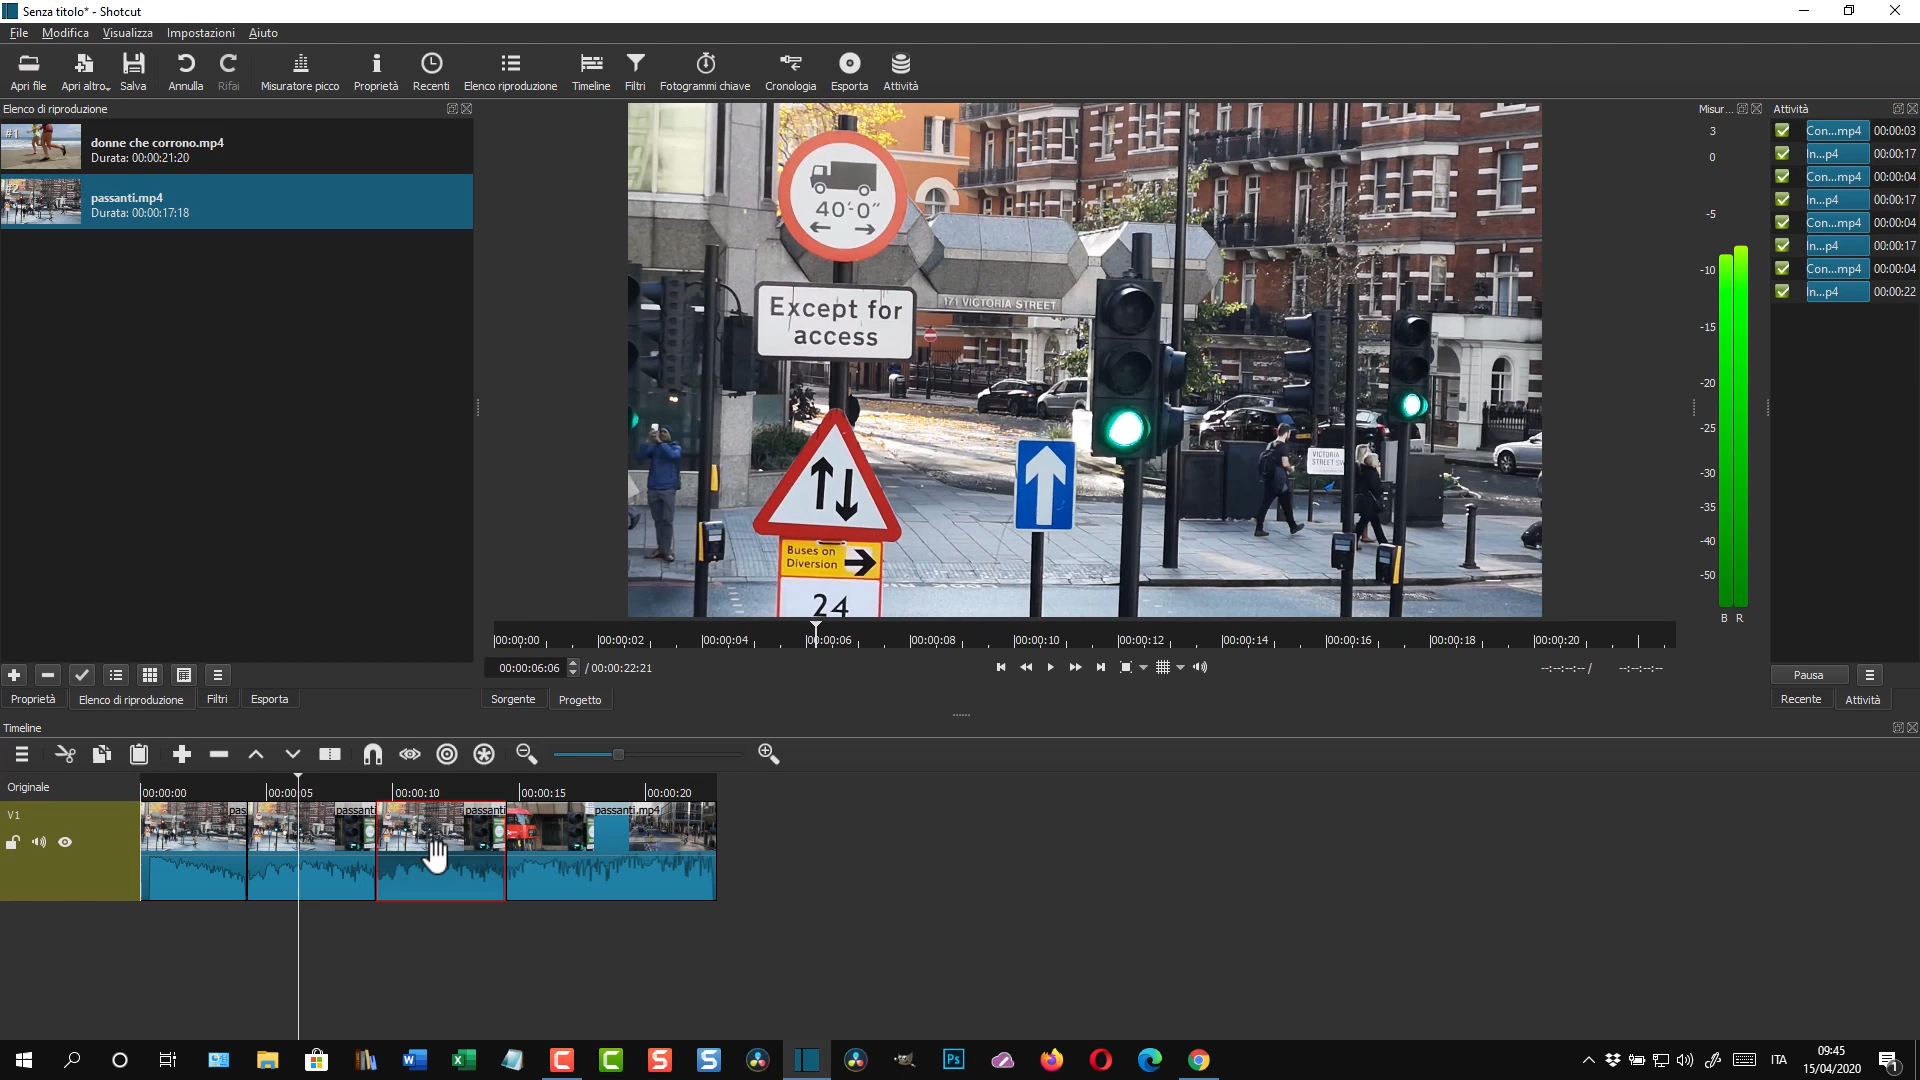 Senza titolo* - Shotcut
File Modifica Visualizza Impostazioni Aiuto
Apri file Apri altro... Salva Annulla Rifai Misuratore picco Proprietà Recenti Elenco riproduzione Timeline Filtri Fotogrammi chiave Cronologia Esporta Attività
Elenco di riproduzione
#1
donne che corrono.mp4
Durata: 00:00:21:20
#2
passanti.mp4
Durata: 00:00:17:18
40'-0"
Except for
access
171 VICTORIA STREET
VICTORIA
STREET SW
Buses on
Diversion
24
Misur...
3
0
-5
-10
-15
-20
-25
-30
-35
-40
-50
B R
Attività
Con...mp4 00:00:03
In...p4 00:00:17
Con...mp4 00:00:04
In...p4 00:00:17
Con...mp4 00:00:04
In...p4 00:00:17
Con...mp4 00:00:04
In...p4 00:00:22
Pausa
Recente Attività
00:00:00 00:00:02 00:00:04 00:00:06 00:00:08 00:00:10 00:00:12 00:00:14 00:00:16 00:00:18 00:00:20
00:00:06:06 / 00:00:22:21 --:--:--:-- / --:--:--:--
Proprietà Elenco di riproduzione Filtri Esporta
Sorgente Progetto
Timeline
Originale
00:00:00 00:00:05 00:00:10 00:00:15 00:00:20
V1
pas passanti passanti passanti.mp4
ITA
09:45
15/04/2020
1